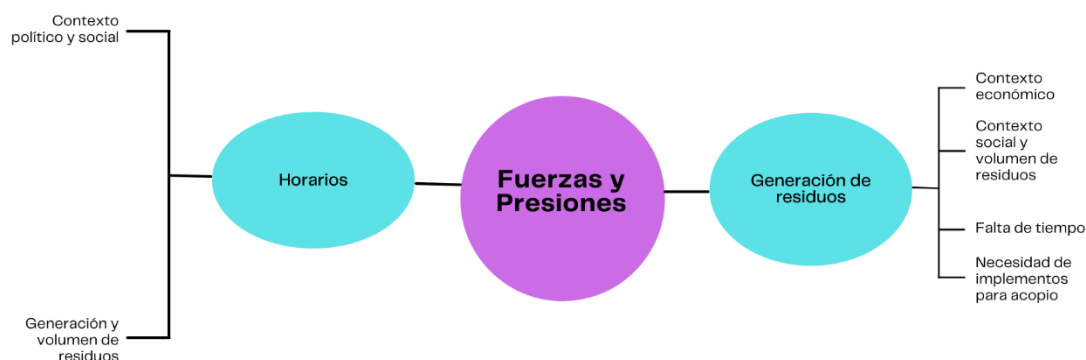 Contexto
político y social
Horarios
Generación y
volumen de
residuos
Fuerzas y
Presiones
Generación de
residuos
Contexto
económico
Contexto
social y
volumen de
residuos
Falta de tiempo
Necesidad de
implementos
para acopio